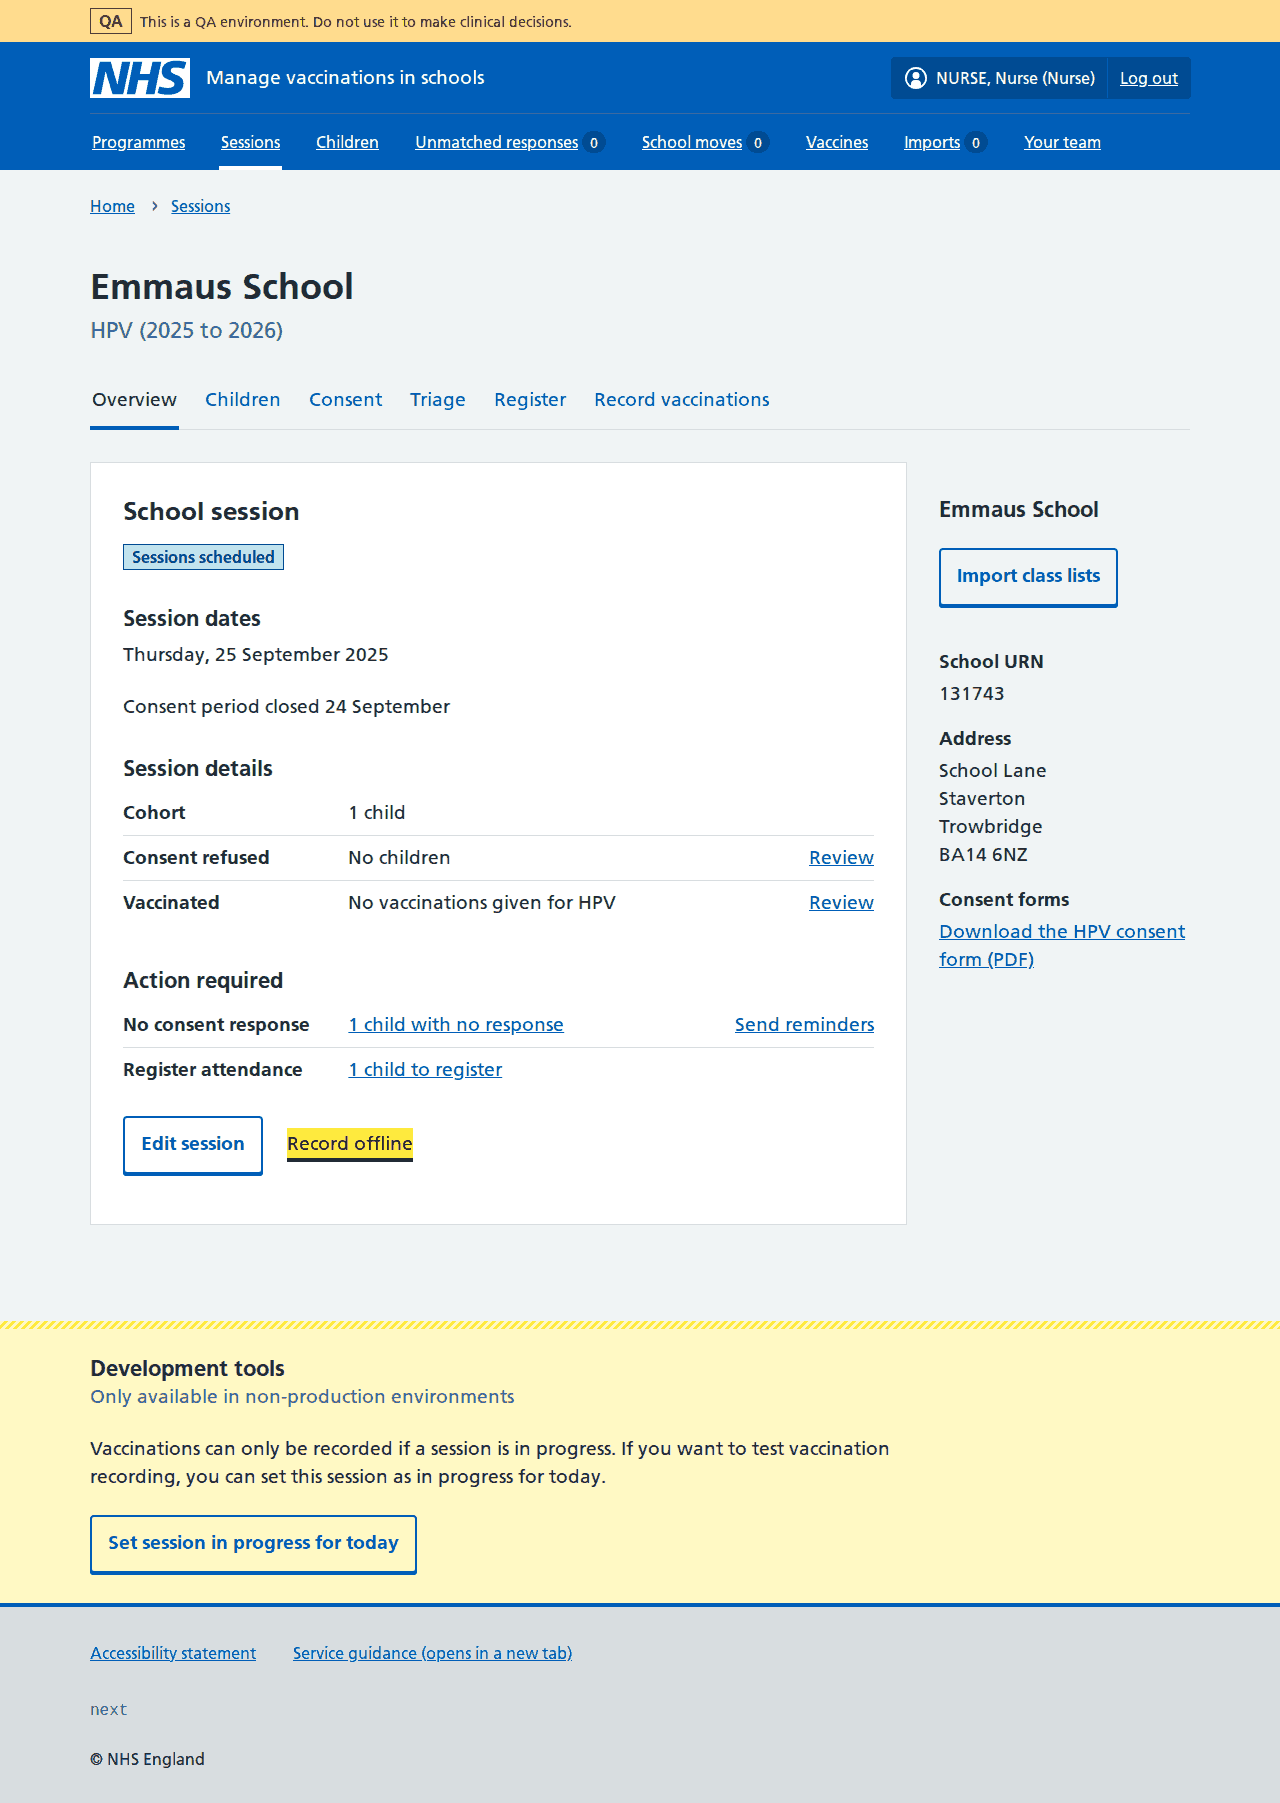 QA This is a QA environment. Do not use it to make clinical decisions.
NHS Manage vaccinations in schools NURSE, Nurse (Nurse) Log out
Programmes Sessions Children Unmatched responses 0 School moves 0 Vaccines Imports 0 Your team
Home › Sessions
Emmaus School
HPV (2025 to 2026)
Overview Children Consent Triage Register Record vaccinations
School session
Sessions scheduled
Session dates
Thursday, 25 September 2025
Consent period closed 24 September
Session details
Cohort 1 child
Consent refused No children Review
Vaccinated No vaccinations given for HPV Review
Action required
No consent response 1 child with no response Send reminders
Register attendance 1 child to register
Edit session Record offline
Emmaus School
Import class lists
School URN
131743
Address
School Lane
Staverton
Trowbridge
BA14 6NZ
Consent forms
Download the HPV consent
form (PDF)
Development tools
Only available in non-production environments
Vaccinations can only be recorded if a session is in progress. If you want to test vaccination
recording, you can set this session as in progress for today.
Set session in progress for today
Accessibility statement Service guidance (opens in a new tab)
next
© NHS England